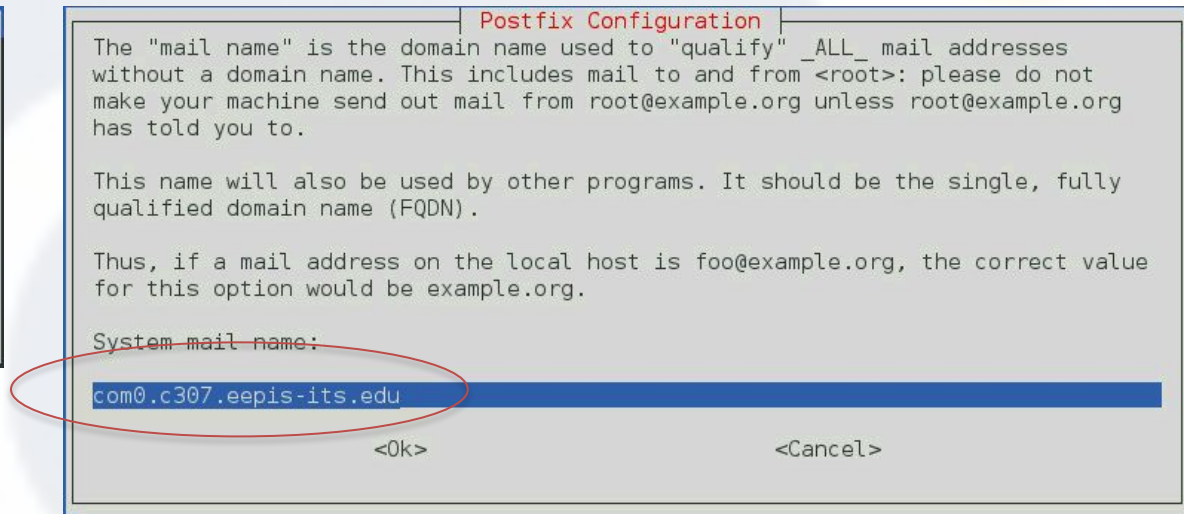 Postfix Configuration
The "mail name" is the domain name used to "qualify" _ALL_ mail addresses
without a domain name. This includes mail to and from <root>: please do not
make your machine send out mail from root@example.org unless root@example.org
has told you to.
This name will also be used by other programs. It should be the single, fully
qualified domain name (FQDN).
Thus, if a mail address on the local host is foo@example.org, the correct value
for this option would be example.org.
System mail name:
com0.c307.eepis-its.edu
<Ok> <Cancel>